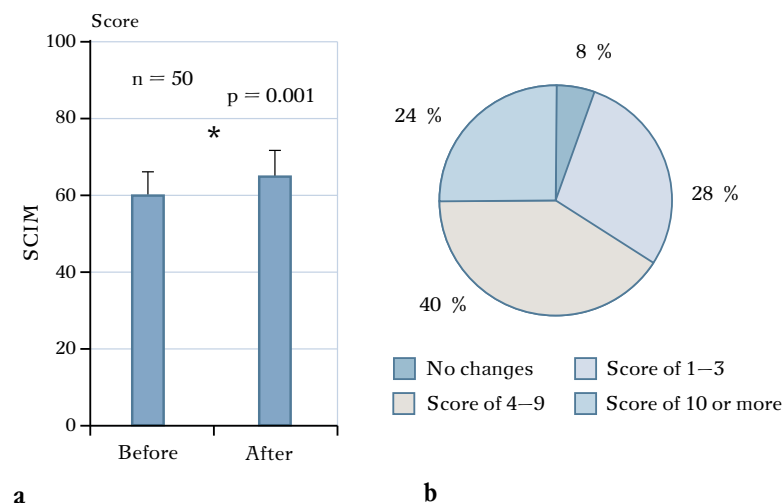 Score
100
80
60
40
20
0
SCIM
n = 50
p = 0.001
*
Before
After
a
8 %
24 %
28 %
40 %
No changes
Score of 1–3
Score of 4–9
Score of 10 or more
b